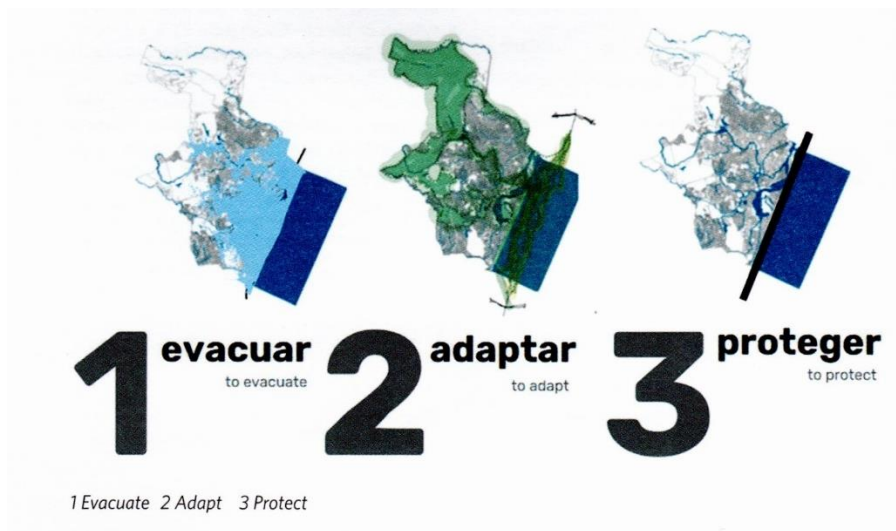 1 evacuar
to evacuate
2 adaptar
to adapt
3 proteger
to protect
1 Evacuate 2 Adapt 3 Protect